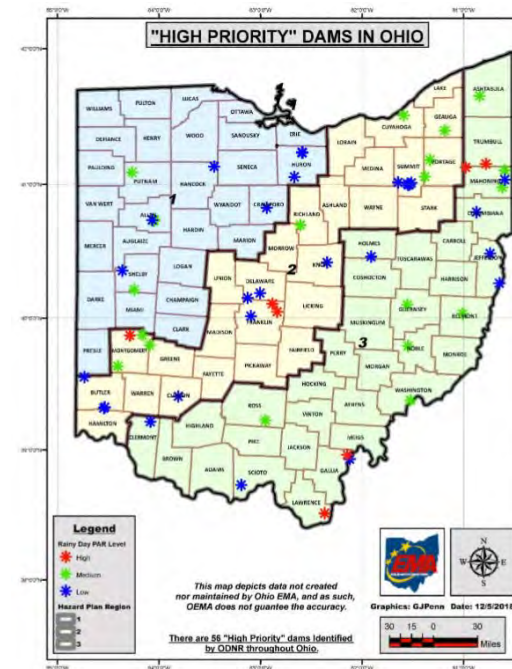 "HIGH PRIORITY" DAMS IN OHIO
WILLIAMS
FULTON
LUCAS
OTTAWA
DEFIANCE
HENRY
WOOD
SANDUSKY
ERIE
PAULDING
PUTNAM
HANCOCK
SENECA
HURON
VAN WERT
ALLEN
WYANDOT
CRAWFORD
1
MERCER
AUGLAIZE
HARDIN
MARION
SHELBY
LOGAN
DARKE
MIAMI
CHAMPAIGN
CLARK
PREBLE
LAKE
ASHTABULA
GEAUGA
CUYAHOGA
LORAIN
TRUMBULL
PORTAGE
SUMMIT
MEDINA
MAHONING
ASHLAND
WAYNE
STARK
RICHLAND
MORROW
2
HOLMES
CARROLL
JEFFERSON
TUSCARAWAS
COSHOCTON
HARRISON
UNION
DELAWARE
LICKING
MUSKINGUM
GUERNSEY
BELMONT
FRANKLIN
MADISON
FAIRFIELD
PERRY
3
NOBLE
MONROE
MORGAN
PICKAWAY
FAYETTE
GREENE
MONTGOMERY
HOCKING
WASHINGTON
ATHENS
BUTLER
WARREN
CLINTON
ROSS
VINTON
HAMILTON
CLERMONT
HIGHLAND
PIKE
MEIGS
JACKSON
BROWN
ADAMS
SCIOTO
GALLIA
LAWRENCE
Legend
Rainy Day PAR Level
High
Medium
Low
Hazard Plan Region
1
2
3
This map depicts data not created
nor maintained by Ohio EMA, and as such,
OEMA does not guantee the accuracy.
There are 56 "High Priority" dams Identified
by ODNR throughout Ohio.
EMA
N
W
E
S
Graphics: GJPenn Date: 12/5/2018
30 15 0 30
Miles